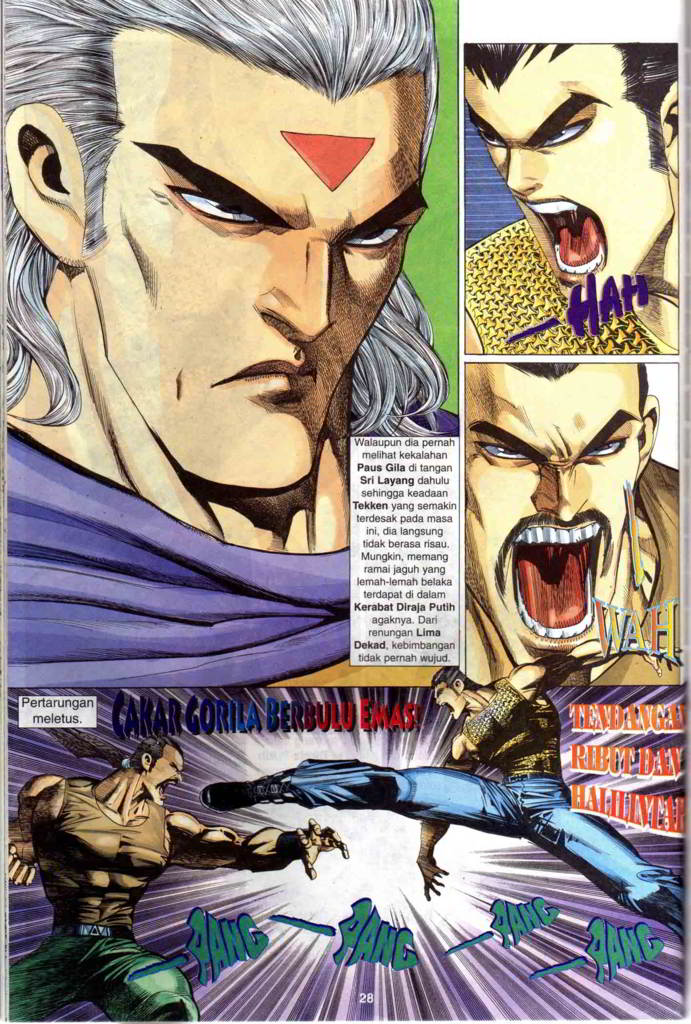 HAH
Walaupun dia pernah
melihat kekalahan
Paus Gila di tangan
Sri Layang dahulu
sehingga keadaan
Tekken yang semakin
terdesak pada masa
ini, dia langsung
tidak berasa risau.
Mungkin, memang
ramai jaguh yang
lemah-lemah belaka
terdapat di dalam
Kerabat Diraja Putih
agaknya. Dari
renungan Lima
Dekad, kebimbangan
tidak pernah wujud.
WAH
Pertarungan
meletus.
CAKAR GORILA BERBULU EMAS!
TENDANGAN
RIBUT DAN
HALILINTAR
PANG
PANG
PANG
PANG
28